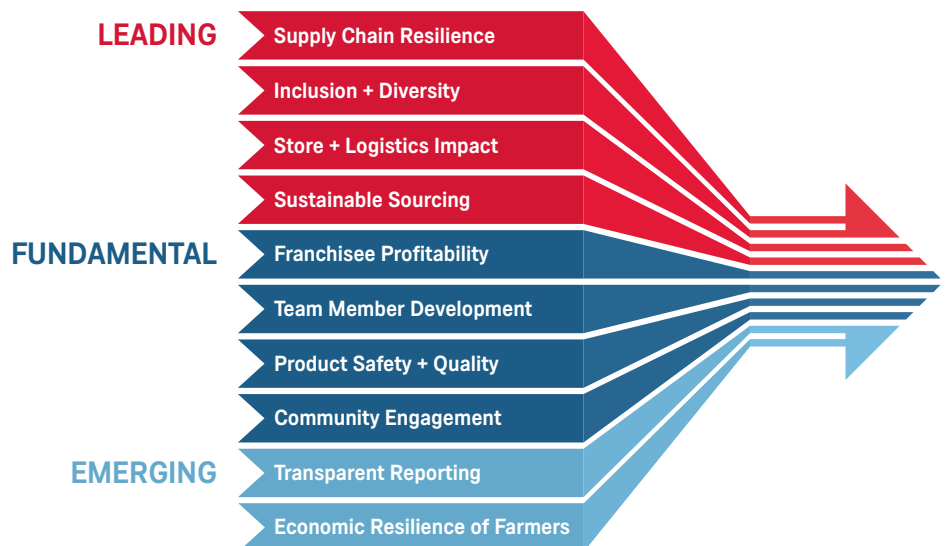 LEADING
Supply Chain Resilience
Inclusion + Diversity
Store + Logistics Impact
Sustainable Sourcing
FUNDAMENTAL
Franchisee Profitability
Team Member Development
Product Safety + Quality
Community Engagement
EMERGING
Transparent Reporting
Economic Resilience of Farmers